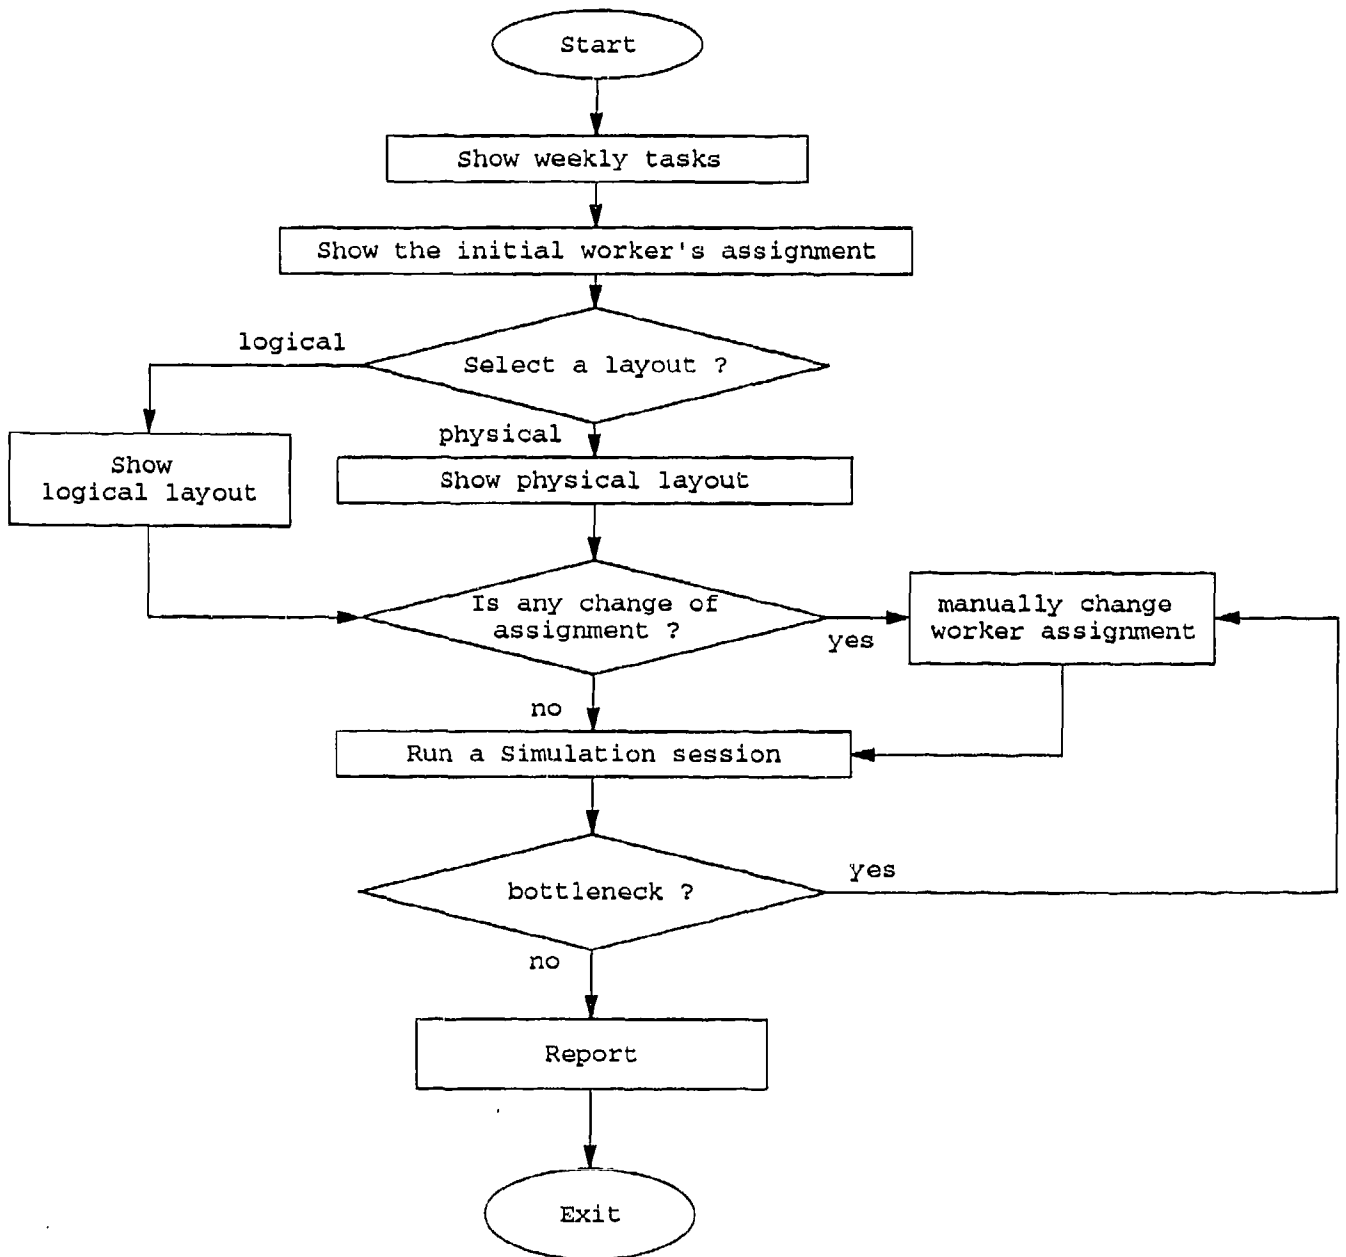 Start
Show weekly tasks
Show the initial worker's assignment
logical
Select a layout ?
physical
Show
logical layout
Show physical layout
Is any change of
assignment ?
yes
manually change
worker assignment
no
Run a Simulation session
bottleneck ?
yes
no
Report
Exit